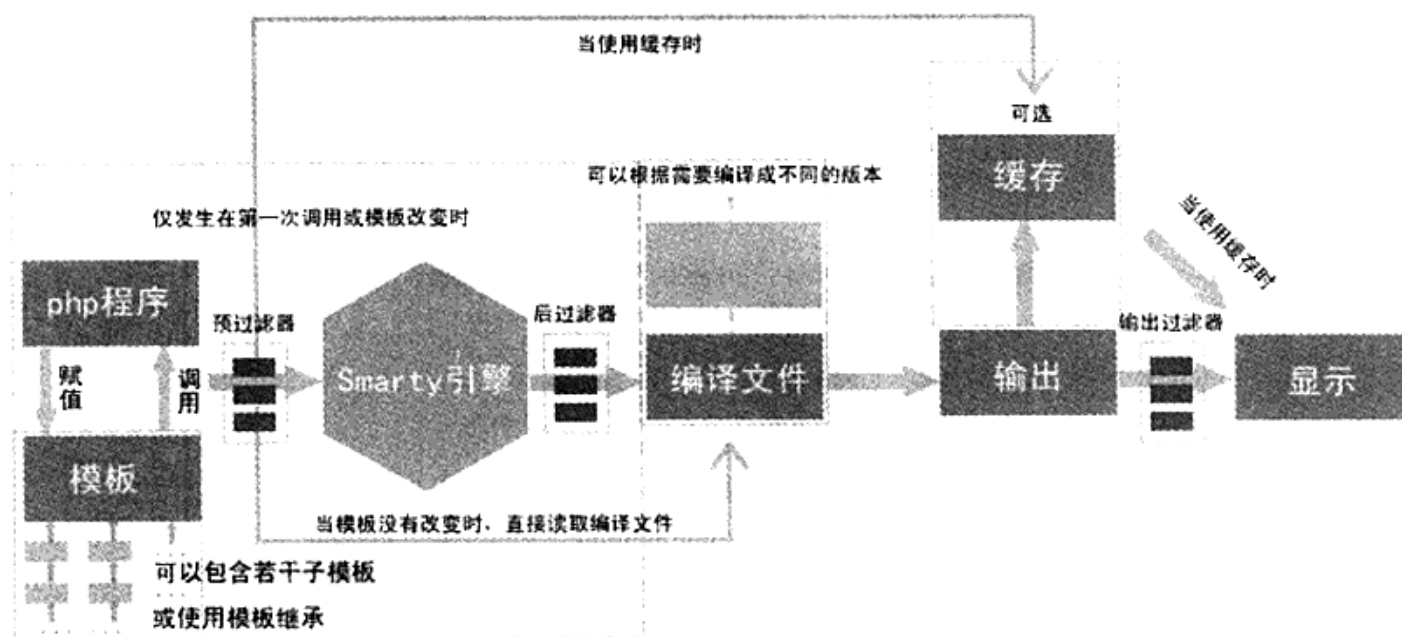 当使用缓存时
可选
缓存
可以根据需要编译成不同的版本
仅发生在第一次调用或模板改变时
当使用缓存时
php程序
预过滤器
后过滤器
输出过滤器
赋值
调用
Smarty引擎
编译文件
输出
显示
模板
当模板没有改变时、直接读取编译文件
可以包含若干子模板
或使用模板继承